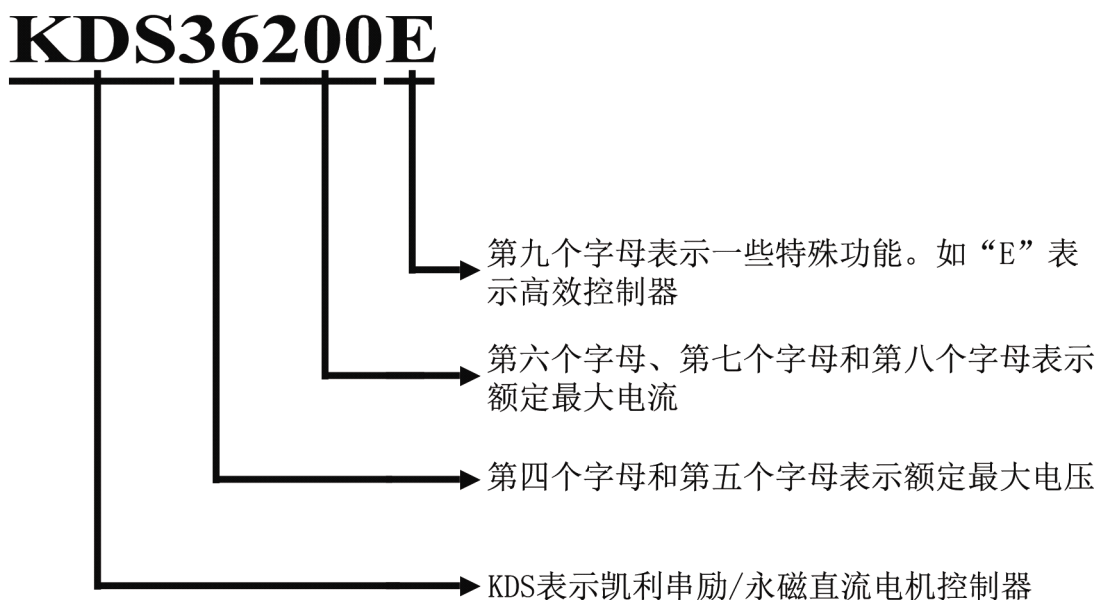 KDS36200E
第九个字母表示一些特殊功能。如“E”表
示高效控制器
第六个字母、第七个字母和第八个字母表示
额定最大电流
第四个字母和第五个字母表示额定最大电压
KDS表示凯利串励/永磁直流电机控制器